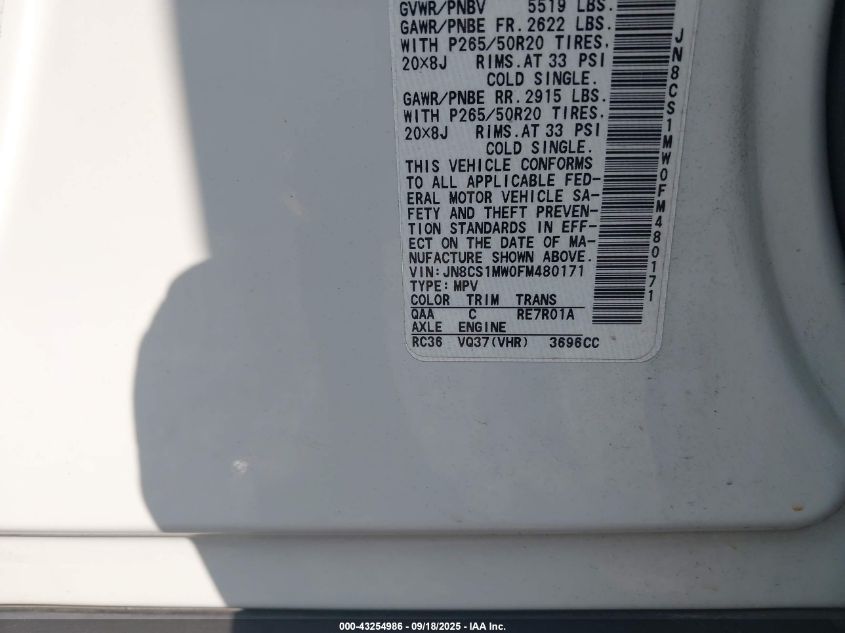 GVWR/PNBV 5519 LBS.
GAWR/PNBE FR. 2622 LBS.
WITH P265/50R20 TIRES,
20×8J RIMS. AT 33 PSI
COLD SINGLE.
GAWR/PNBE RR. 2915 LBS.
WITH P265/50R20 TIRES,
20×8J RIMS. AT 33 PSI
COLD SINGLE.
THIS VEHICLE CONFORMS
TO ALL APPLICABLE FED-
ERAL MOTOR VEHICLE SA-
FETY AND THEFT PREVEN-
TION STANDARDS IN EFF-
ECT ON THE DATE OF MA-
NUFACTURE SHOWN ABOVE.
VIN: JN8CS1MW0FM480171
TYPE: MPV
COLOR TRIM TRANS
QAA C RE7R01A
AXLE ENGINE
RC36 VQ37(VHR) 3696CC
JN8CS1MW0FM480171
000-43254986 - 09/18/2025 - IAA Inc.